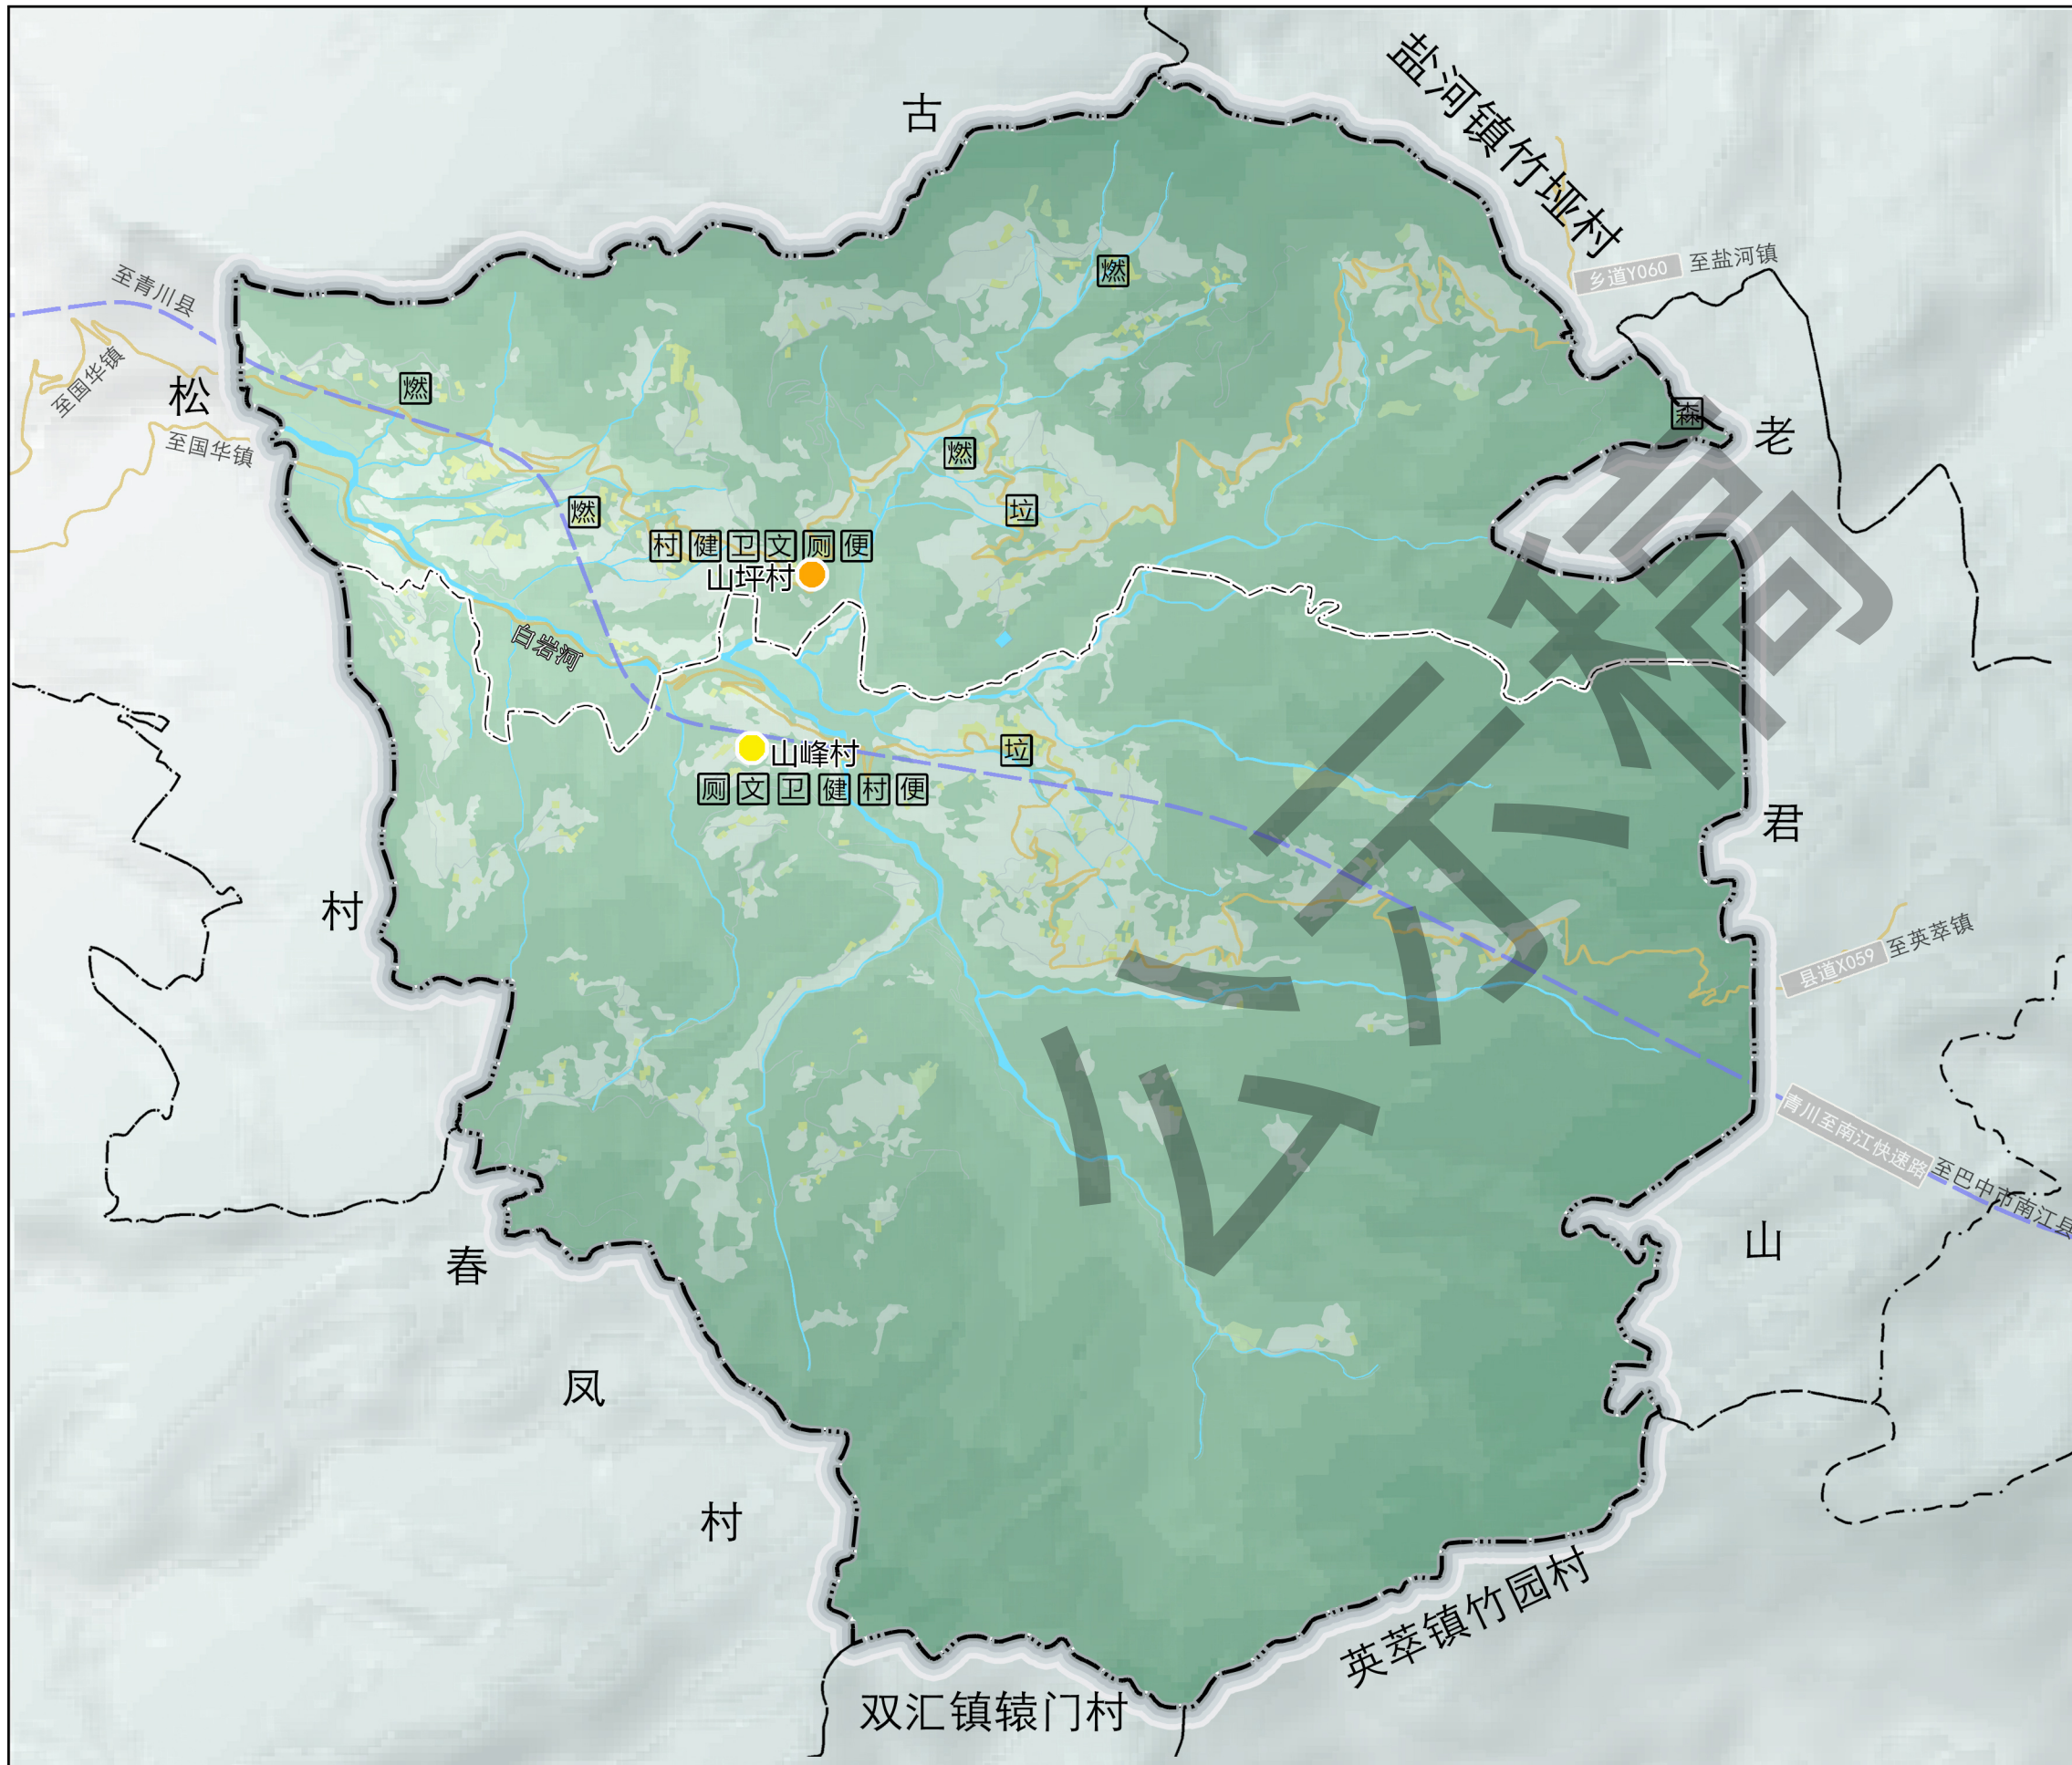 古
盐河镇竹垭村
乡道Y060
至盐河镇
至青川县
至国华镇
松
至国华镇
燃
燃
燃
燃
森
老
垃
村 健 卫 文 厕 便
山坪村
白岩河
山峰村
垃
厕 文 卫 健 村 便
君
村
县道X059
至英萃镇
青川至南江快速路
至巴中市南江县
春
山
凤
村
英萃镇竹园村
双汇镇辕门村
公示稿